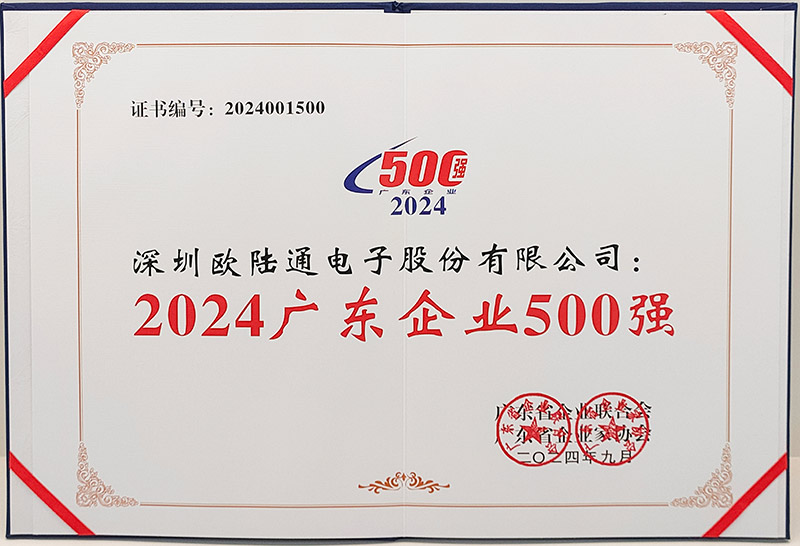 证书编号：2024001500
500强
广东企业
2024
深圳欧陆通电子股份有限公司：
2024广东企业500强
广东省企业联合会
广东省企业家协会
二〇二四年九月